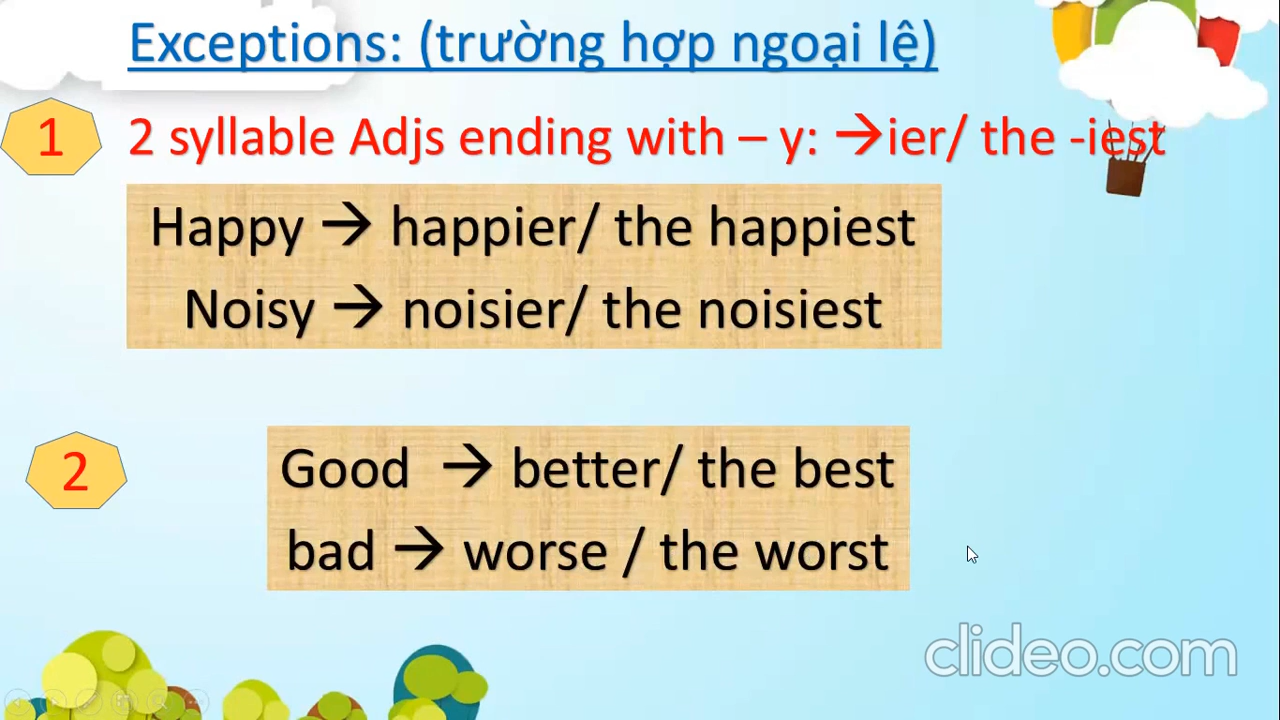 Exceptions: (trường hợp ngoại lệ)
1
2 syllable Adjs ending with – y: →ier/ the -iest
Happy → happier/ the happiest
Noisy → noisier/ the noisiest
2
Good → better/ the best
bad → worse / the worst
clideo.com